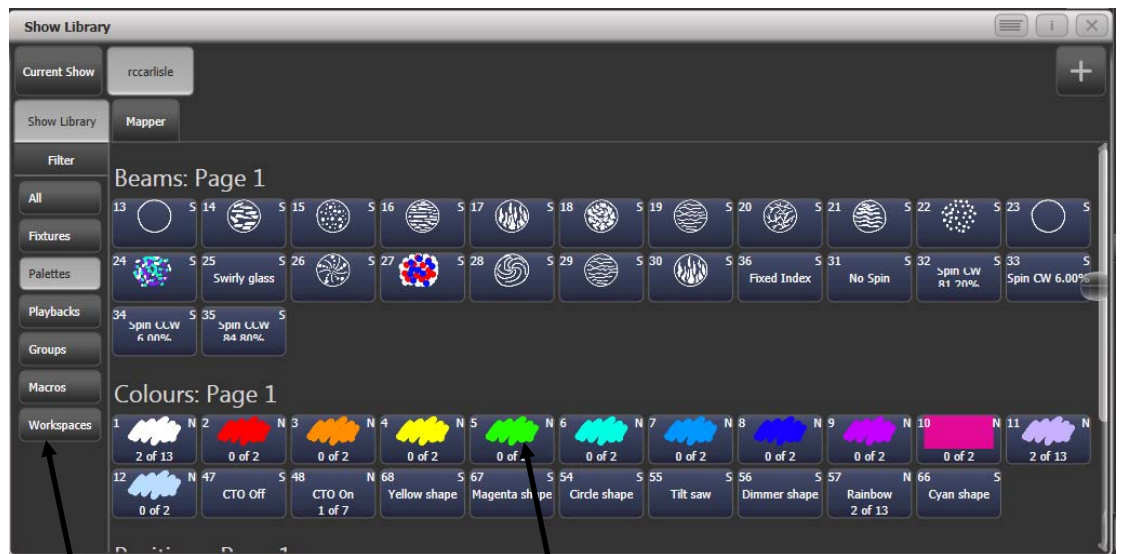 Show Library
Current Show
rccarlisle
Show Library
Mapper
Filter
All
Fixtures
Palettes
Playbacks
Groups
Macros
Workspaces
Beams: Page 1
13 S 14 S 15 S 16 S 17 S 18 S 19 S 20 S 21 S 22 S 23 S
24 S 25 S 26 S 27 S 28 S 29 S 30 S 36 S 31 S 32 S 33 S
Swirly glass Fixed Index No Spin Spin CW 81.20% Spin CW 6.00%
34 S 35 S
Spin CCW Spin CCW
6.00% 84.80%
Colours: Page 1
1 N 2 N 3 N 4 N 5 N 6 N 7 N 8 N 9 N 10 N 11 N
2 of 13 0 of 2 0 of 2 0 of 2 0 of 0 of 2 0 of 2 0 of 2 0 of 2 0 of 2 2 of 13
12 N 47 S 48 N 68 S 67 S 54 S 55 S 56 S 57 N 66 S
0 of 2 CTO Off CTO On Yellow shape Magenta shape Circle shape Tilt saw Dimmer shape Rainbow Cyan shape
1 of 7 2 of 13